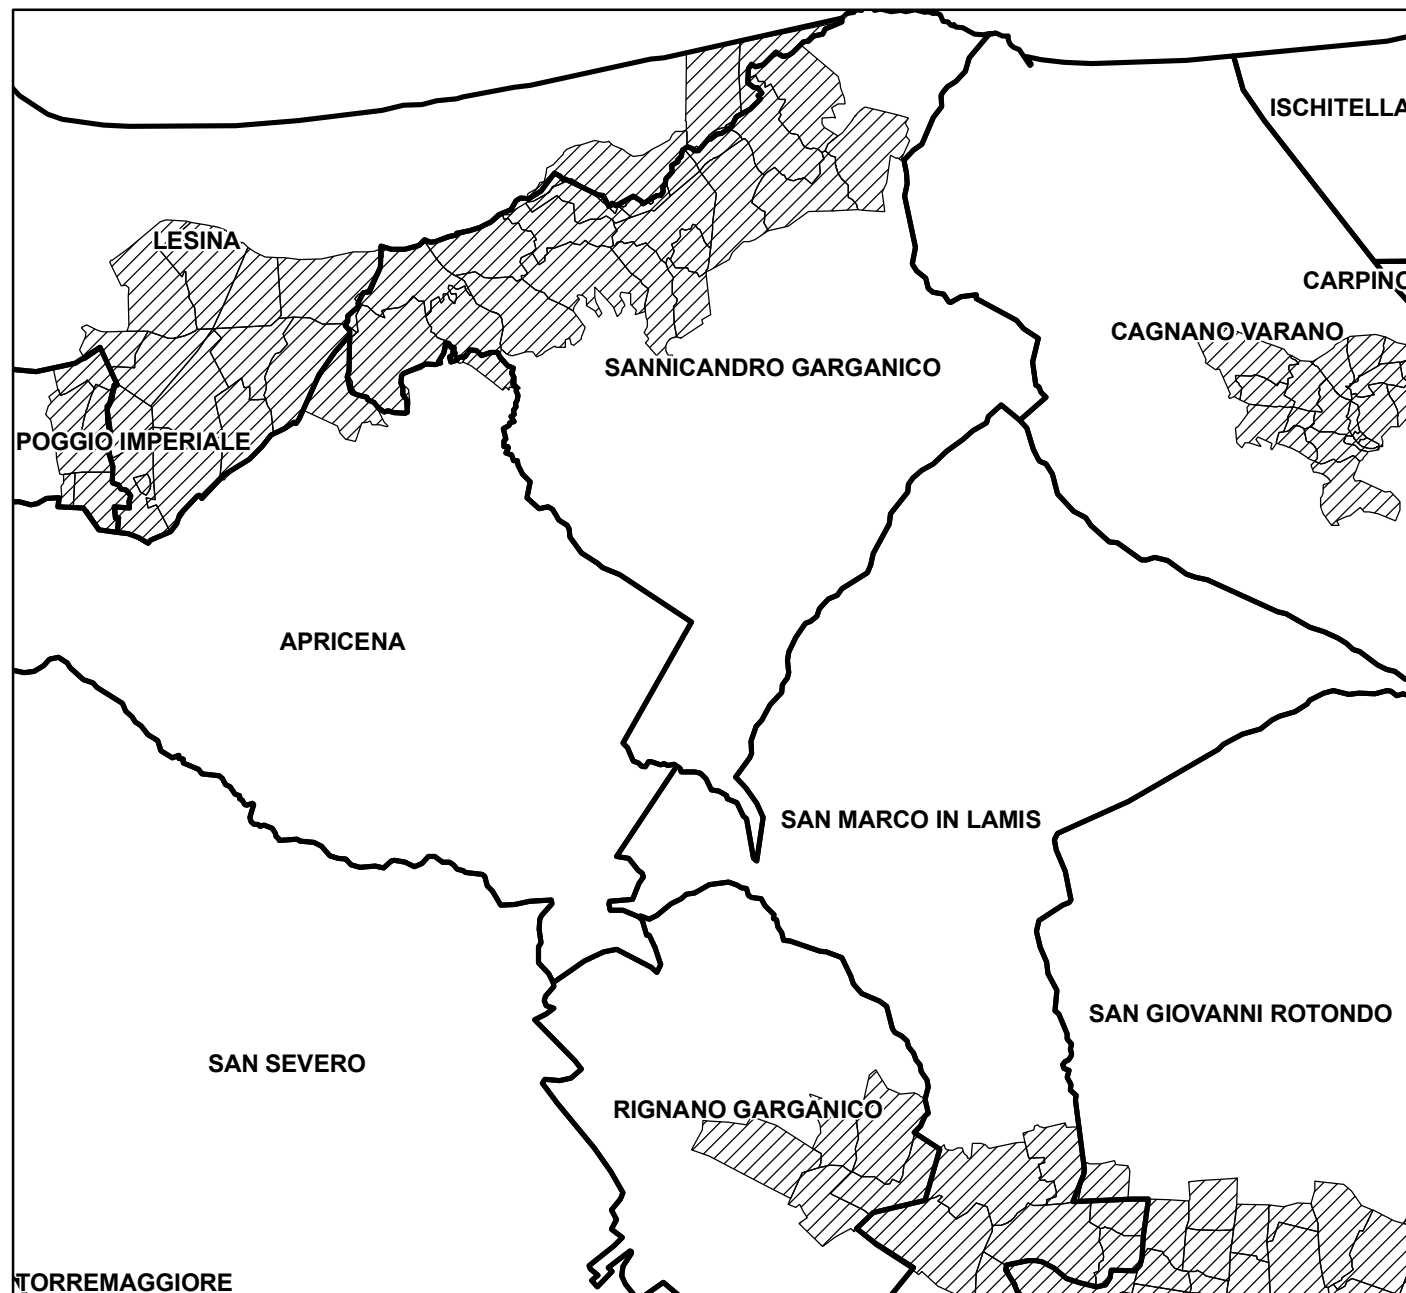 ISCHITELLA
LESINA
CARPINO
CAGNANO VARANO
SANNICANDRO GARGANICO
POGGIO IMPERIALE
APRICENA
SAN MARCO IN LAMIS
SAN GIOVANNI ROTONDO
SAN SEVERO
RIGNANO GARGANICO
TORREMAGGIORE